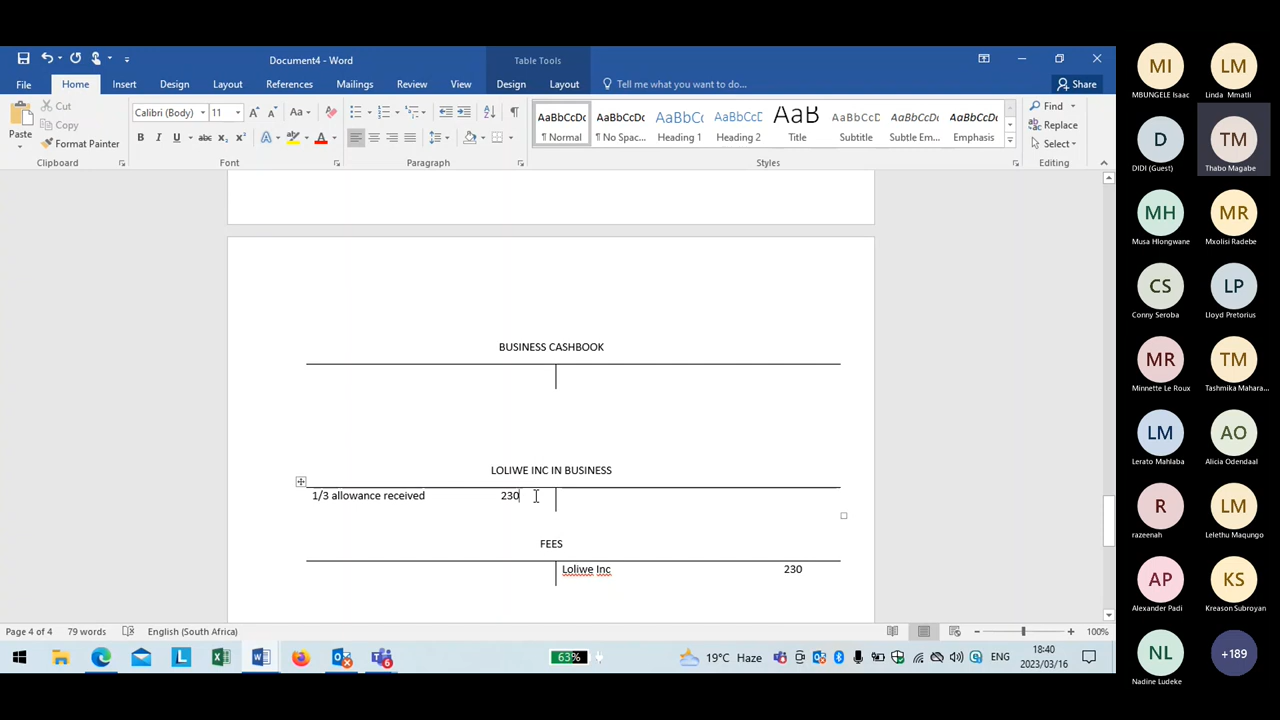 Document4 - Word
Table Tools
File
Home
Insert
Design
Layout
References
Mailings
Review
View
Design
Layout
Tell me what you want to do...
Share
Paste
Cut
Copy
Format Painter
Clipboard
Calibri (Body)
11
Font
Paragraph
AaBbCcDc
¶ Normal
AaBbCcDc
¶ No Spac...
AaBbCc
Heading 1
AaBbCcD
Heading 2
AaB
Title
AaBbCcD
Subtitle
AaBbCcDc
Subtle Em...
AaBbCcDc
Emphasis
Styles
Find
Replace
Select
Editing
BUSINESS CASHBOOK
LOLIWE INC IN BUSINESS
1/3 allowance received 230
FEES
Loliwe Inc 230
Page 4 of 4
79 words
English (South Africa)
100%
63%
19°C Haze
ENG
18:40
2023/03/16
MI
MBUNGELE Isaac
LM
Linda Mmatli
D
DIDI (Guest)
TM
Thabo Magabe
MH
Musa Hlongwane
MR
Mxolisi Radebe
CS
Conny Seroba
LP
Lloyd Pretorius
MR
Minnette Le Roux
TM
Tashmika Mahara...
LM
Lerato Mahlaba
AO
Alicia Odendaal
R
razeenah
LM
Lelethu Maqungo
AP
Alexander Padi
KS
Kreason Subroyan
NL
Nadine Ludeke
+189